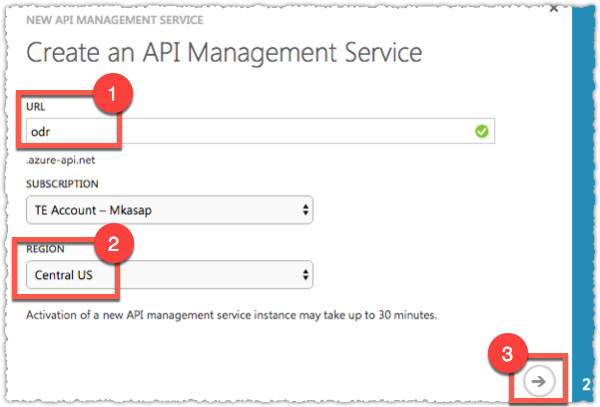 NEW API MANAGEMENT SERVICE
Create an API Management Service
1
URL
odr
.azure-api.net
SUBSCRIPTION
TE Account – Mkasap
2
REGION
Central US
Activation of a new API management service instance may take up to 30 minutes.
3
2